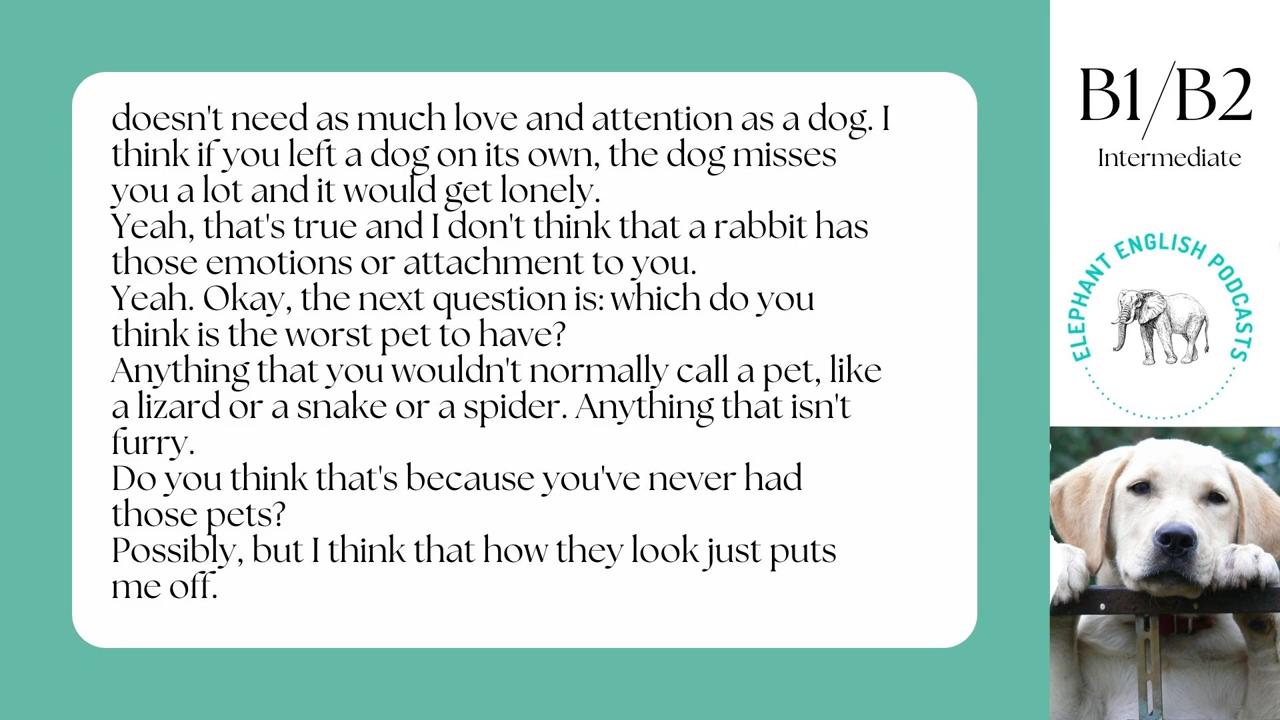 doesn't need as much love and attention as a dog. I
think if you left a dog on its own, the dog misses
you a lot and it would get lonely.
Yeah, that's true and I don't think that a rabbit has
those emotions or attachment to you.
Yeah. Okay, the next question is: which do you
think is the worst pet to have?
Anything that you wouldn't normally call a pet, like
a lizard or a snake or a spider. Anything that isn't
furry.
Do you think that's because you've never had
those pets?
Possibly, but I think that how they look just puts
me off.
B1/B2
Intermediate
ELEPHANT ENGLISH PODCASTS